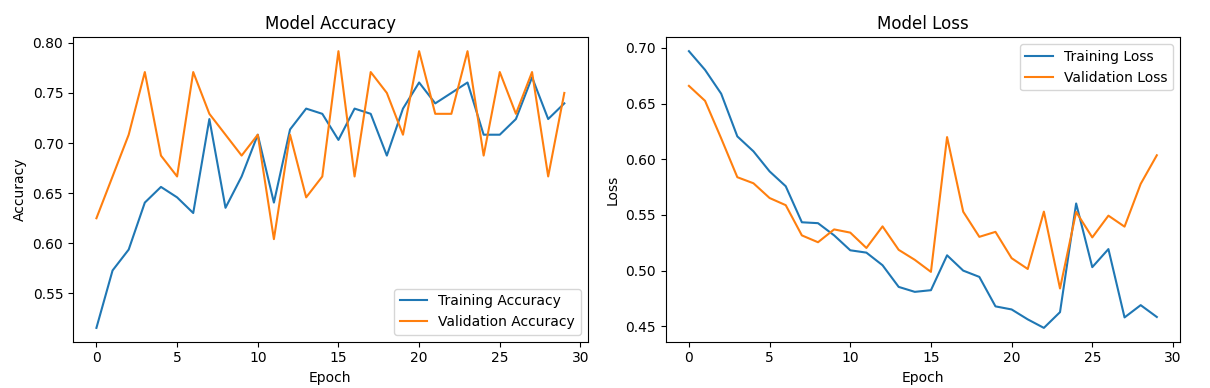 Model Accuracy
0.80
0.75
0.70
0.65
0.60
0.55
Accuracy
0
5
10
15
20
25
30
Epoch
Training Accuracy
Validation Accuracy
Model Loss
0.70
0.65
0.60
0.55
0.50
0.45
Loss
0
5
10
15
20
25
30
Epoch
Training Loss
Validation Loss